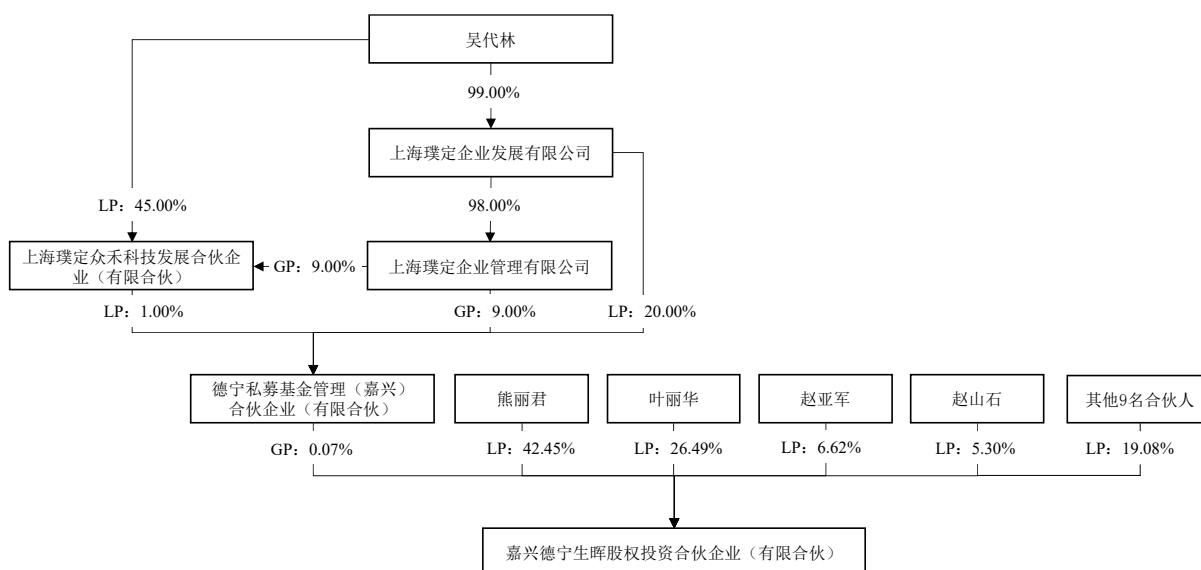 吴代林
99.00%
上海璞定企业发展有限公司
LP：45.00%
98.00%
上海璞定众禾科技发展合伙企
业（有限合伙）
GP：9.00%
上海璞定企业管理有限公司
LP：1.00%
GP：9.00%
LP：20.00%
德宁私募基金管理（嘉兴）
合伙企业（有限合伙）
熊丽君
叶丽华
赵亚军
赵山石
其他9名合伙人
GP：0.07%
LP：42.45%
LP：26.49%
LP：6.62%
LP：5.30%
LP：19.08%
嘉兴德宁生晖股权投资合伙企业（有限合伙）